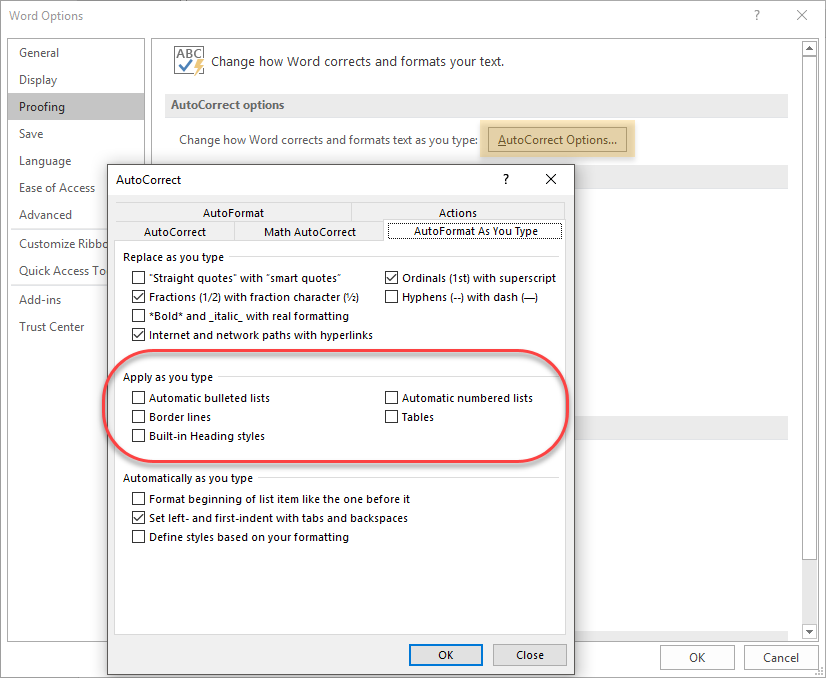 Word Options ?
General
Display
Proofing
Save
Language
Ease of Access
Advanced
Customize Ribbo
Quick Access To
Add-ins
Trust Center
ABC
Change how Word corrects and formats your text.
AutoCorrect options
Change how Word corrects and formats text as you type: AutoCorrect Options...
AutoCorrect ?
AutoFormat Actions
AutoCorrect Math AutoCorrect AutoFormat As You Type
Replace as you type
"Straight quotes" with “smart quotes” Ordinals (1st) with superscript
Fractions (1/2) with fraction character (½) Hyphens (--) with dash (—)
*Bold* and _italic_ with real formatting
Internet and network paths with hyperlinks
Apply as you type
Automatic bulleted lists Automatic numbered lists
Border lines Tables
Built-in Heading styles
Automatically as you type
Format beginning of list item like the one before it
Set left- and first-indent with tabs and backspaces
Define styles based on your formatting
OK Close
OK Cancel